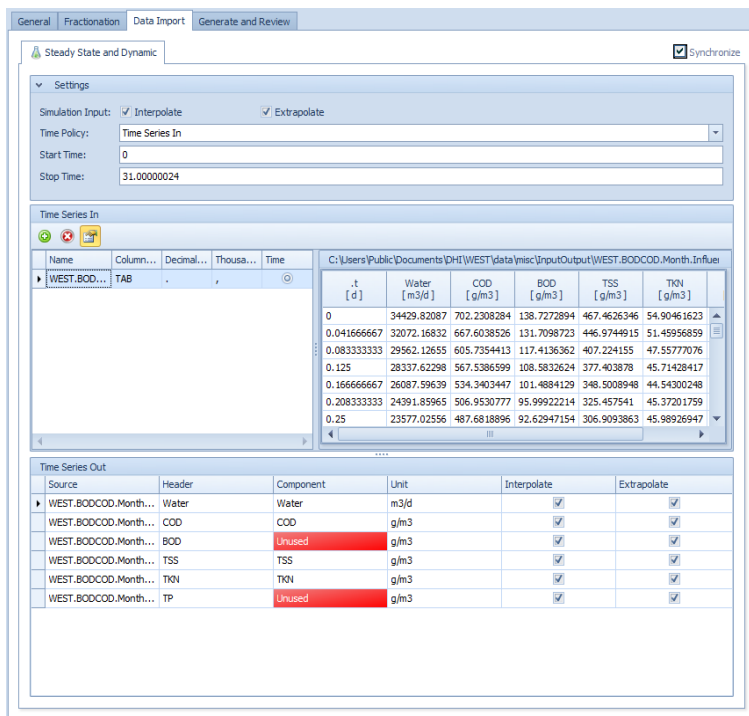 General Fractionation Data Import Generate and Review
Steady State and Dynamic Synchronize
Settings
Simulation Input: Interpolate Extrapolate
Time Policy: Time Series In
Start Time: 0
Stop Time: 31.00000024
Time Series In
Name Column... Decimal... Thousa... Time
WEST.BOD... TAB . ,
C:\Users\Public\Documents\DHI\WEST\data\misc\InputOutput\WEST.BODCOD.Month.Influe
.t Water COD BOD TSS TKN
[d] [m3/d] [g/m3] [g/m3] [g/m3] [g/m3]
0 34429.82087 702.2308284 138.7272894 467.4626346 54.90461623
0.041666667 32072.16832 667.6038526 131.7098723 446.9744915 51.45956859
0.083333333 29562.12655 605.7354413 117.4136362 407.224155 47.55777076
0.125 28337.62298 567.5386599 108.5832624 377.403878 45.71428417
0.166666667 26087.59639 534.3403447 101.4884129 348.5008948 44.54300248
0.208333333 24391.85965 506.9530777 95.99922214 325.457541 45.37201759
0.25 23577.02556 487.6818896 92.62947154 306.9093863 45.98926947
Time Series Out
Source Header Component Unit Interpolate Extrapolate
WEST.BODCOD.Month... Water Water m3/d
WEST.BODCOD.Month... COD COD g/m3
WEST.BODCOD.Month... BOD Unused g/m3
WEST.BODCOD.Month... TSS TSS g/m3
WEST.BODCOD.Month... TKN TKN g/m3
WEST.BODCOD.Month... TP Unused g/m3